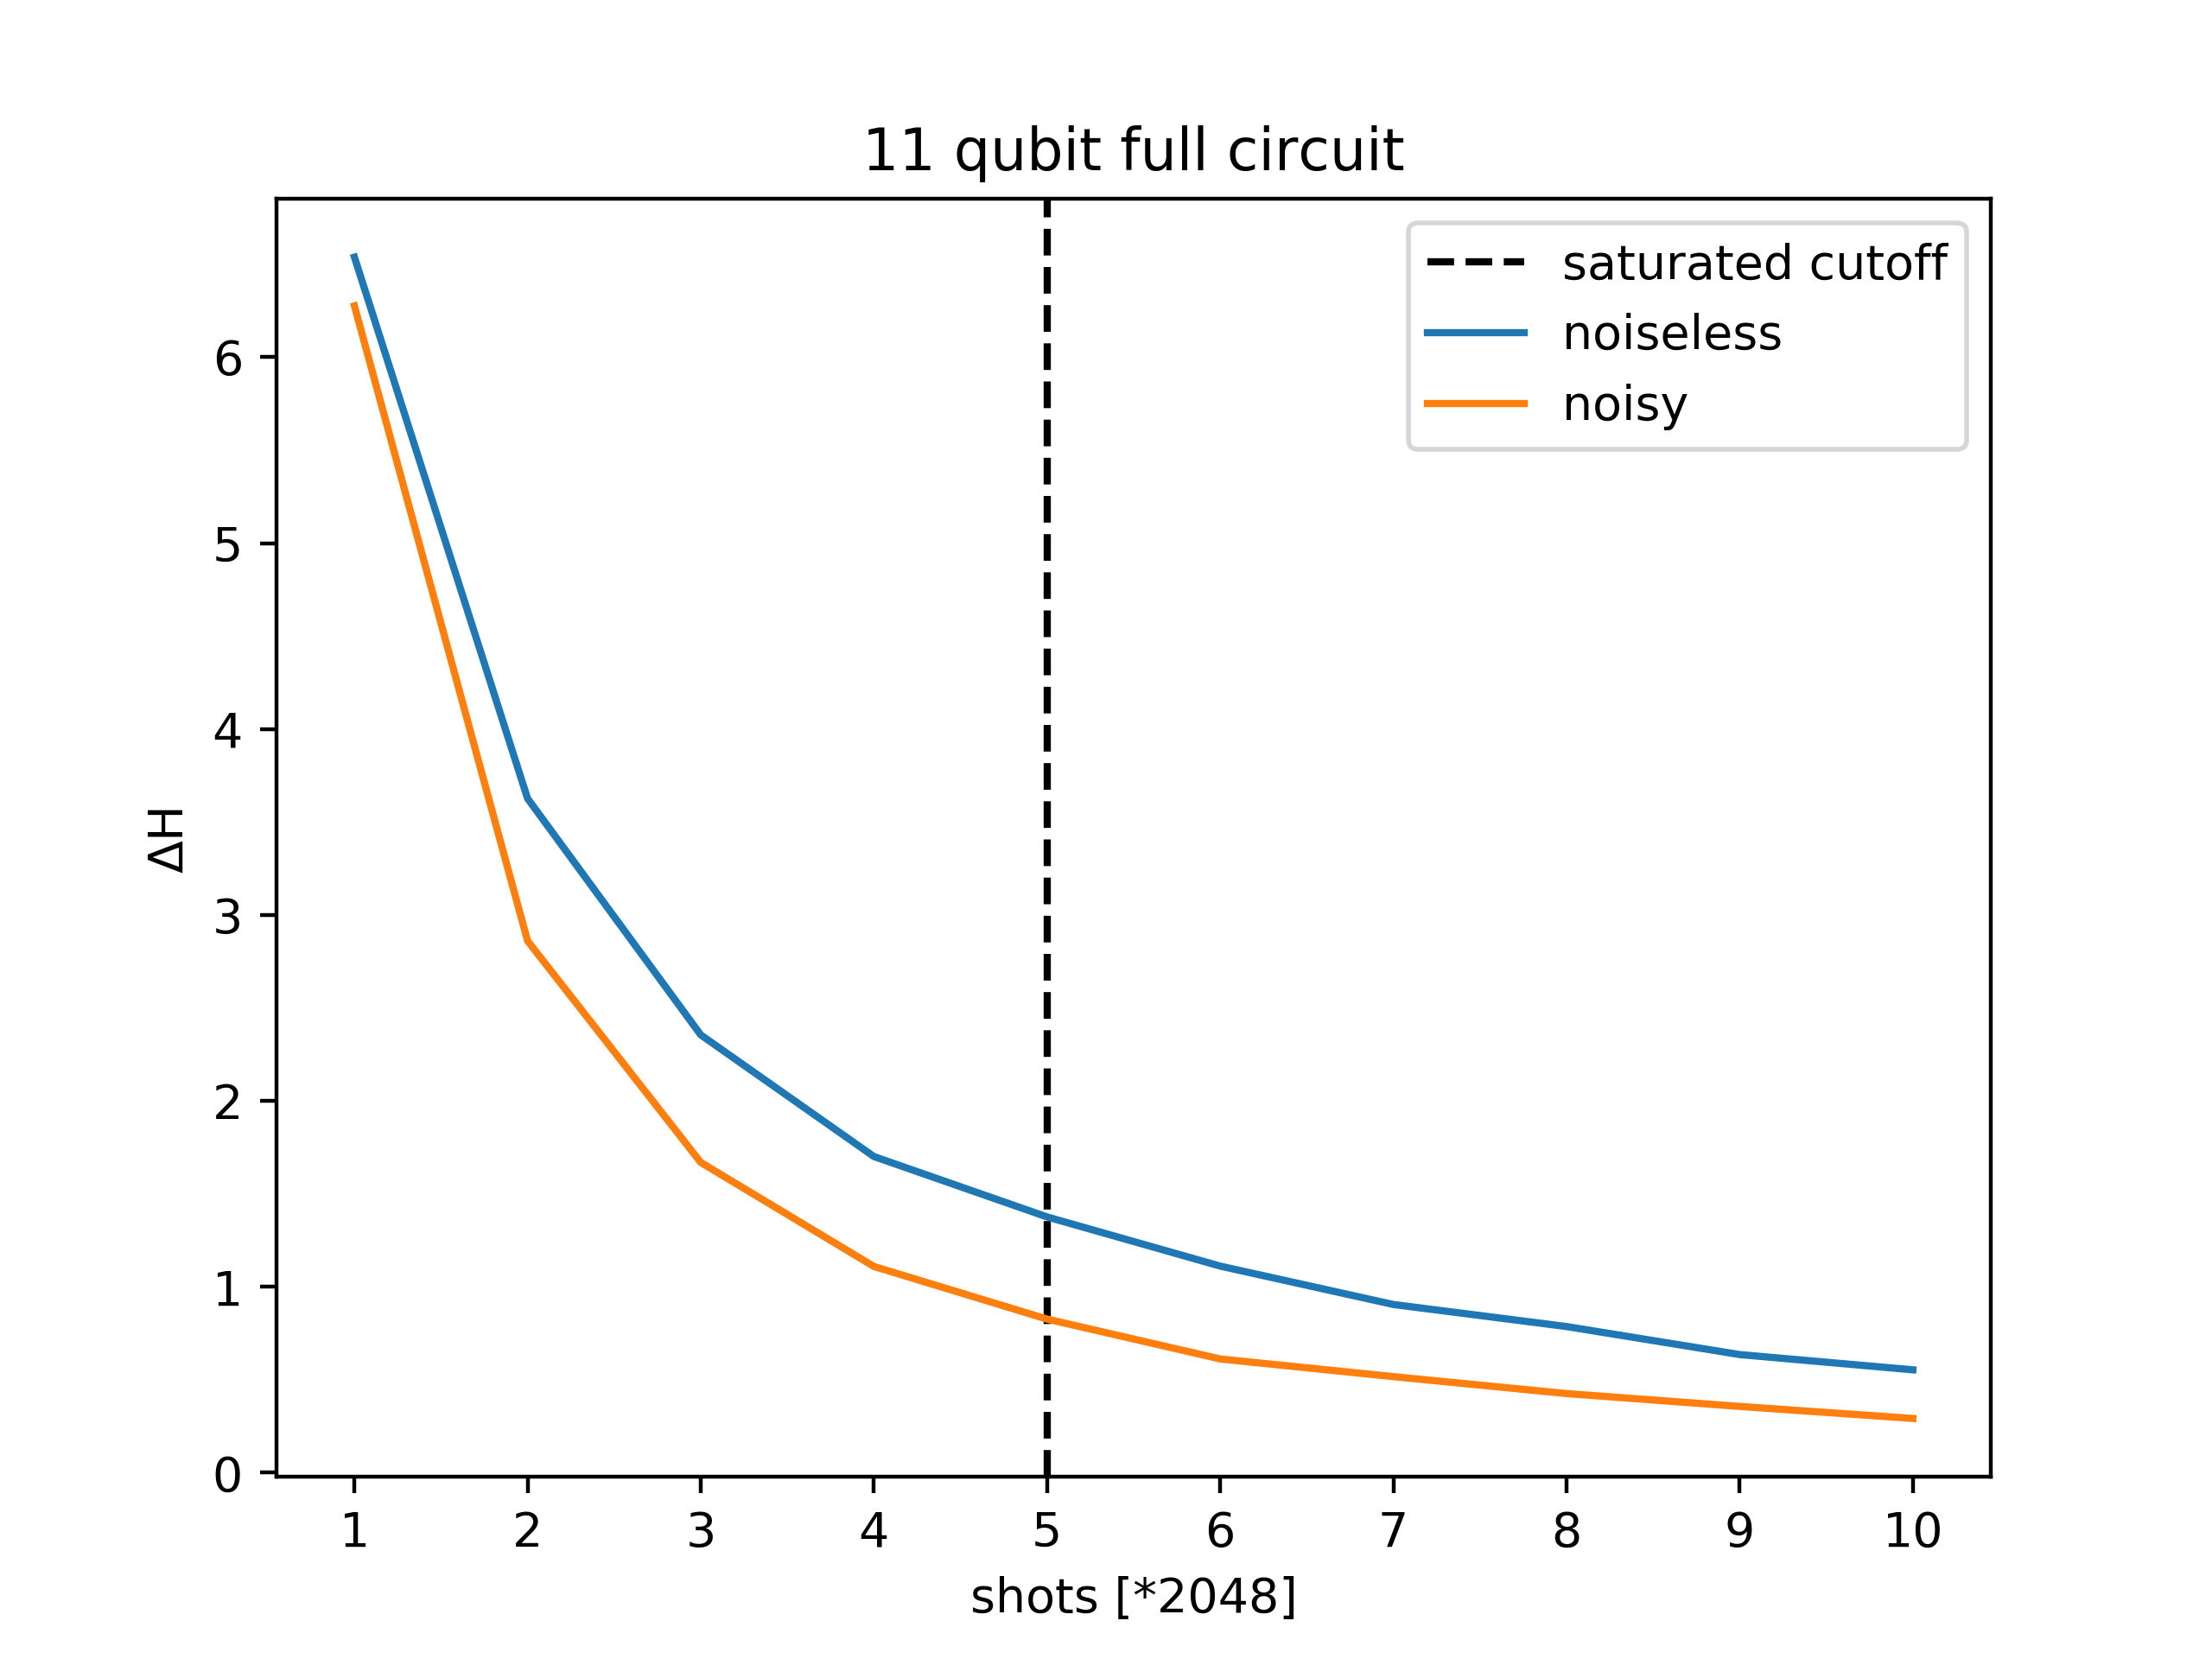 11 qubit full circuit
saturated cutoff
noiseless
noisy
6
5
4
3
2
1
0
ΔH
1 2 3 4 5 6 7 8 9 10
shots [*2048]